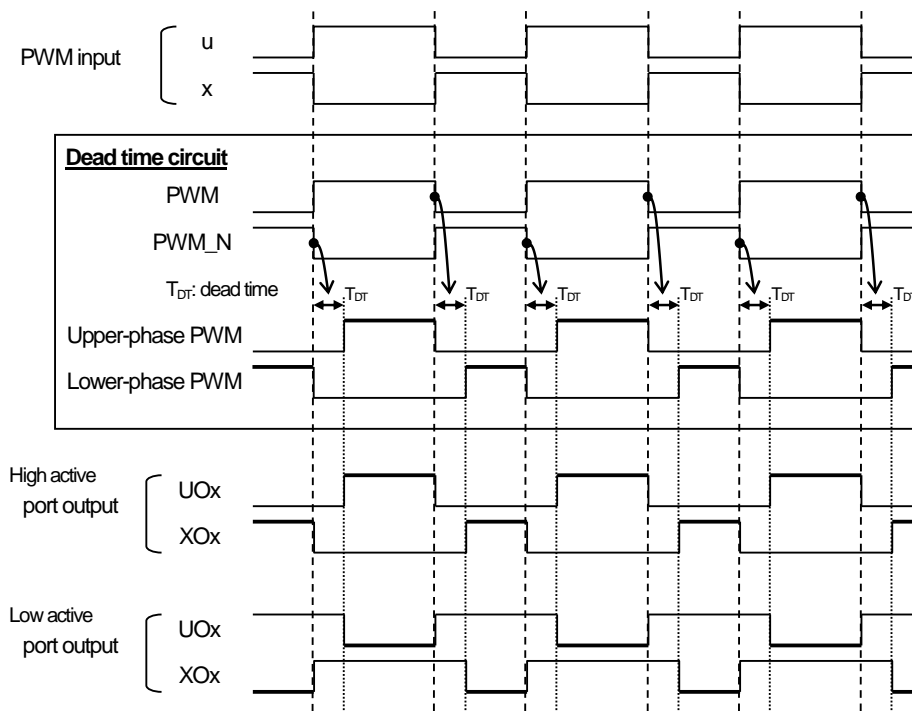 u
PWM input
x
Dead time circuit
PWM
PWM_N
TDT: dead time
TDT TDT TDT TDT TDT TDT
Upper-phase PWM
Lower-phase PWM
High active
port output
UOx
XOx
Low active
port output
UOx
XOx